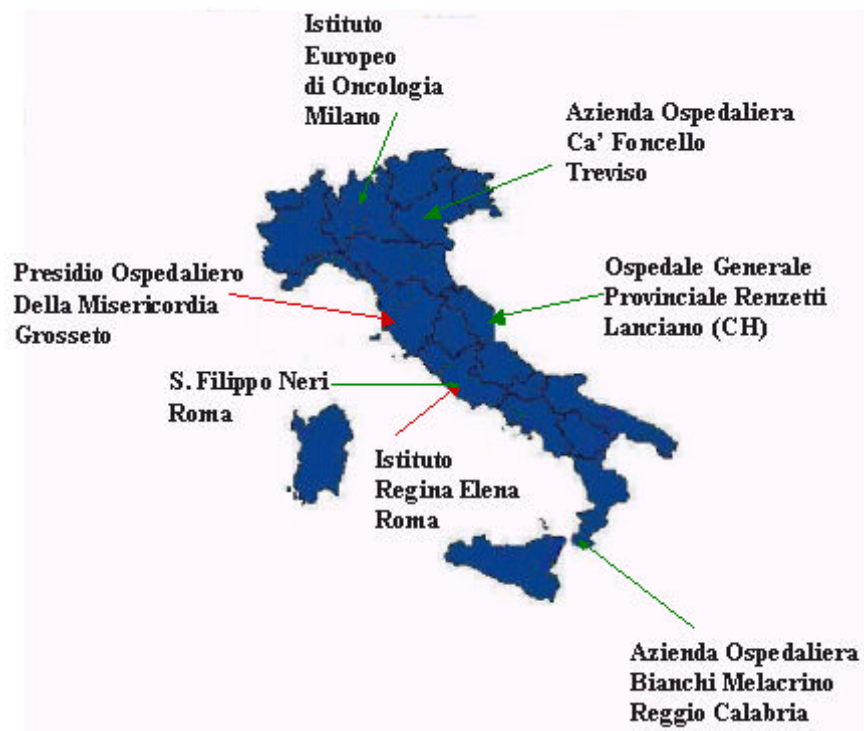 Istituto
Europeo
di Oncologia
Milano
Azienda Ospedaliera
Ca' Foncello
Treviso
Presidio Ospedaliero
Della Misericordia
Grosseto
Ospedale Generale
Provinciale Renzetti
Lanciano (CH)
S. Filippo Neri
Roma
Istituto
Regina Elena
Roma
Azienda Ospedaliera
Bianchi Melacrino
Reggio Calabria